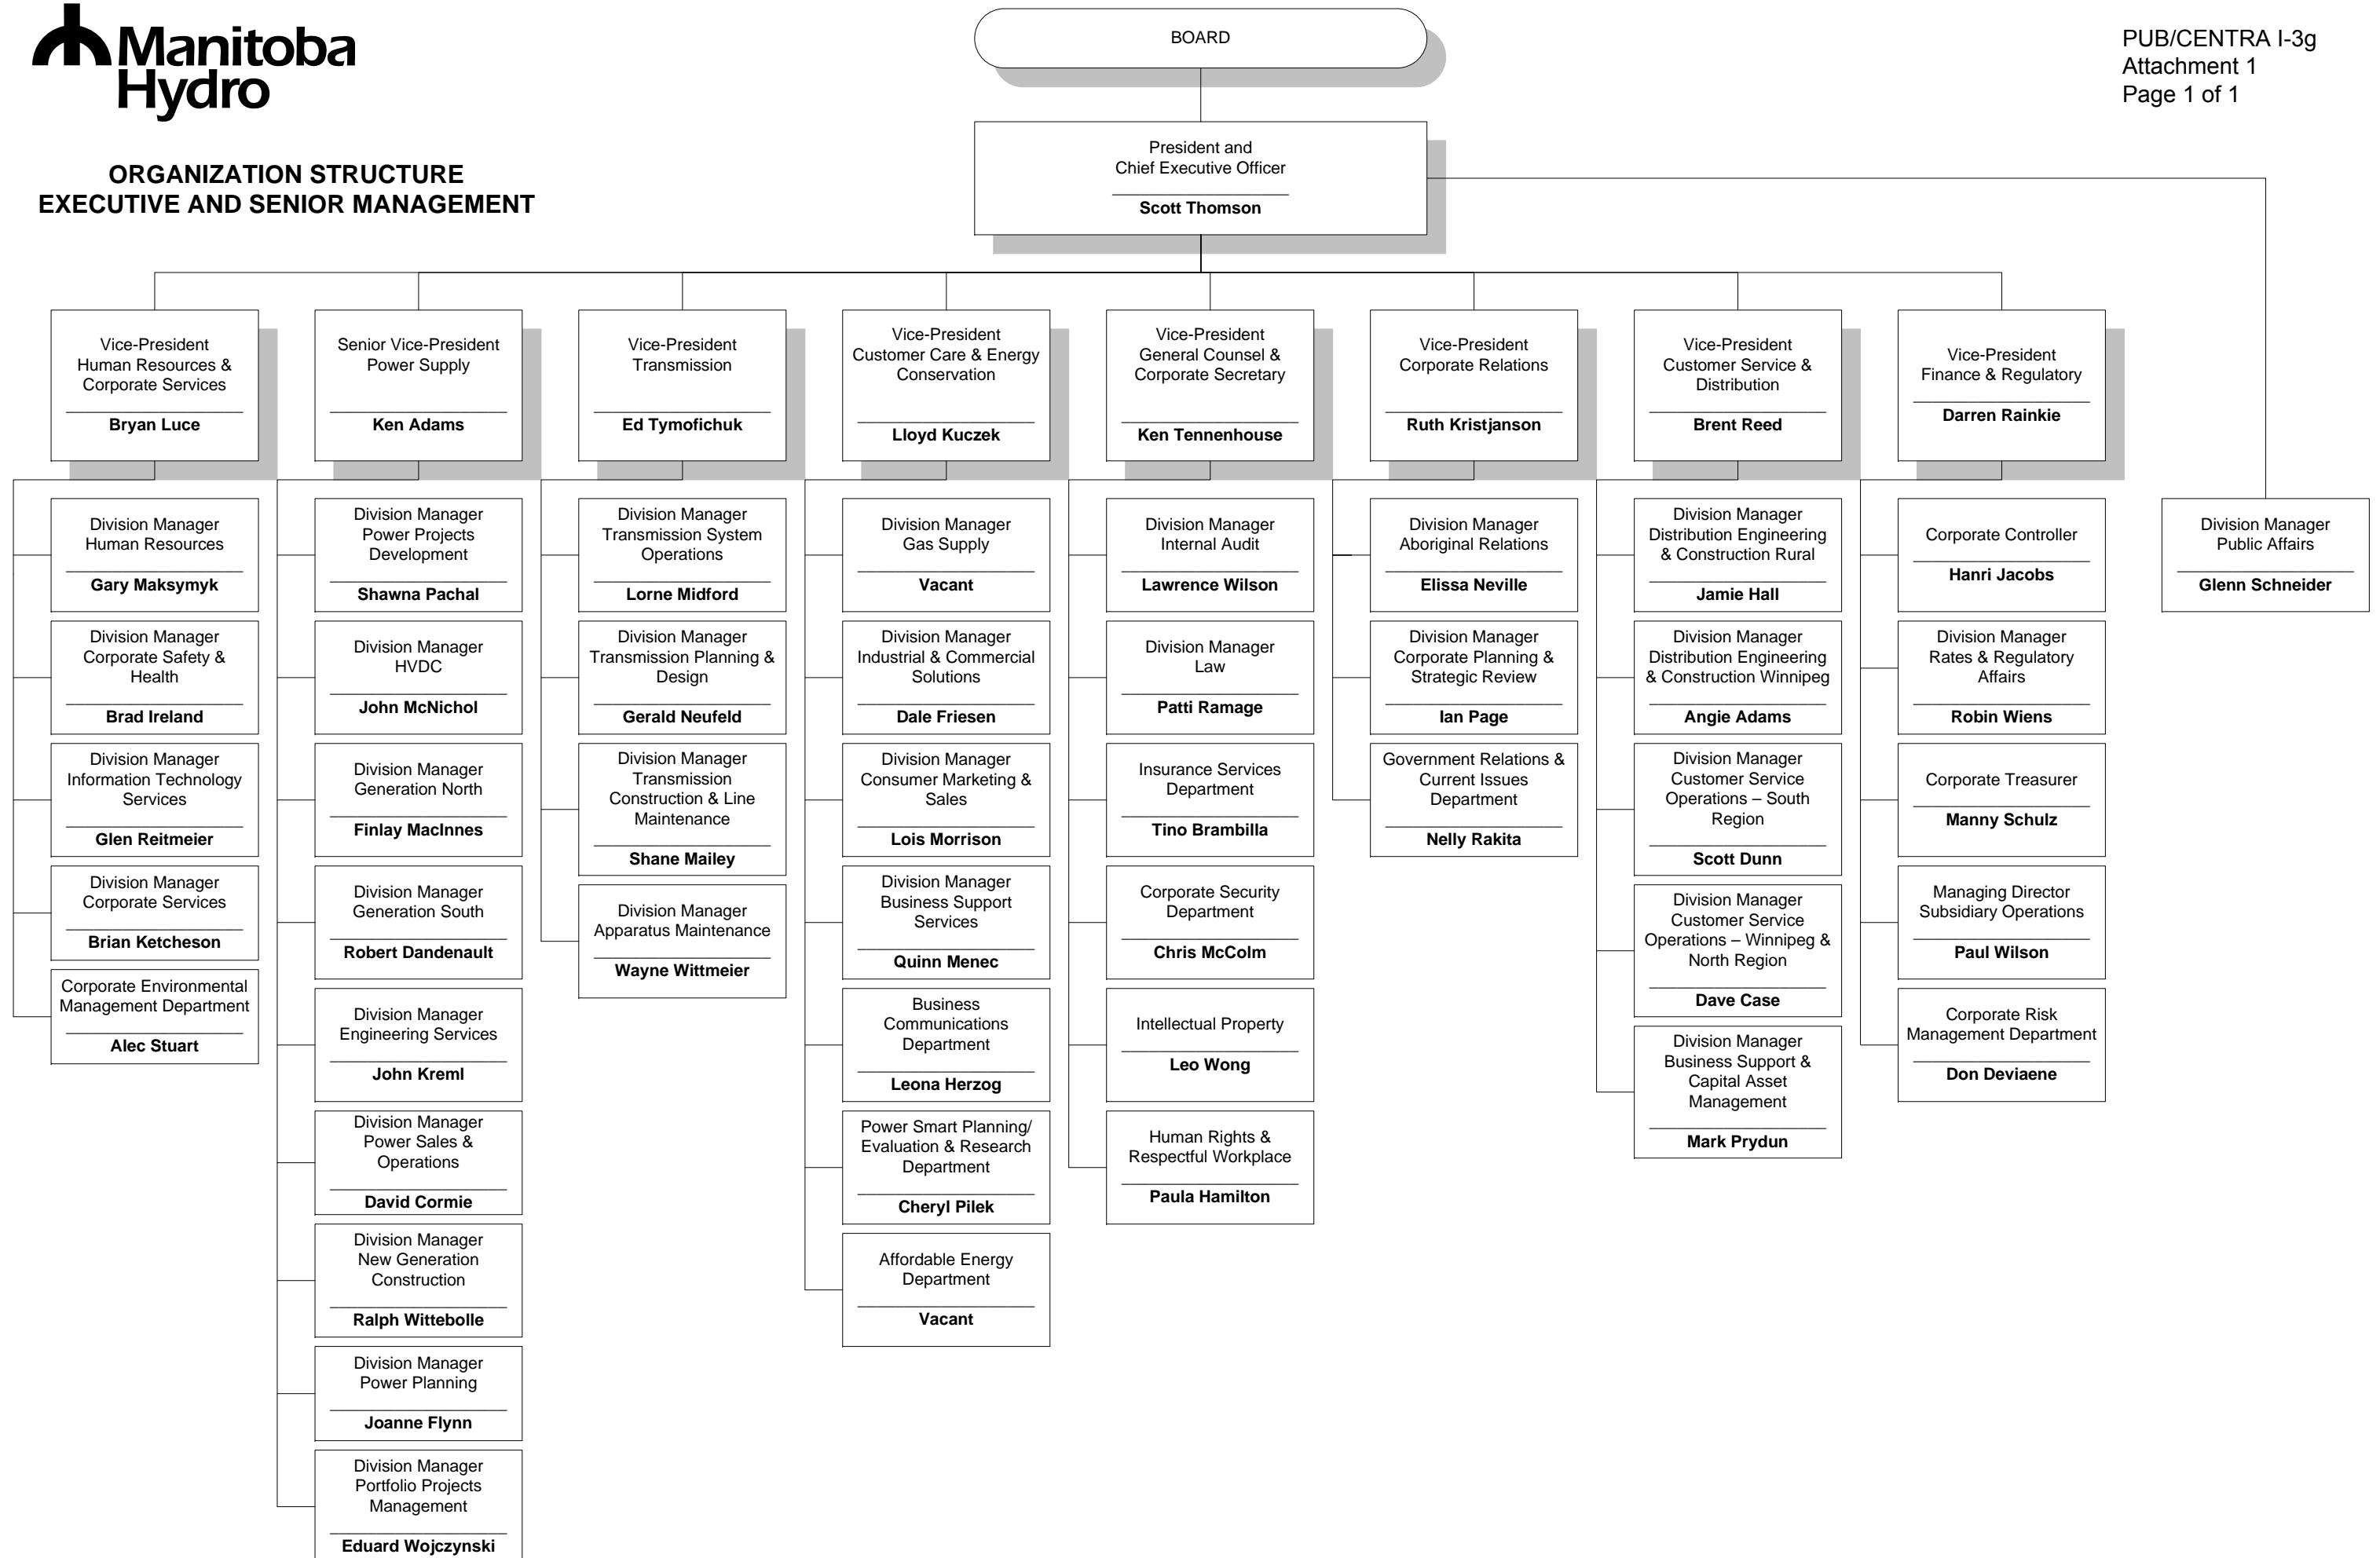 Manitoba
Hydro
ORGANIZATION STRUCTURE
EXECUTIVE AND SENIOR MANAGEMENT
PUB/CENTRA I-3g
Attachment 1
Page 1 of 1
BOARD
President and
Chief Executive Officer
Scott Thomson
Vice-President
Human Resources &
Corporate Services
Bryan Luce
Division Manager
Human Resources
Gary Maksymyk
Division Manager
Corporate Safety &
Health
Brad Ireland
Division Manager
Information Technology
Services
Glen Reitmeier
Division Manager
Corporate Services
Brian Ketcheson
Corporate Environmental
Management Department
Alec Stuart
Senior Vice-President
Power Supply
Ken Adams
Division Manager
Power Projects
Development
Shawna Pachal
Division Manager
HVDC
John McNichol
Division Manager
Generation North
Finlay MacInnes
Division Manager
Generation South
Robert Dandenault
Division Manager
Engineering Services
John Kreml
Division Manager
Power Sales &
Operations
David Cormie
Division Manager
New Generation
Construction
Ralph Wittebolle
Division Manager
Power Planning
Joanne Flynn
Division Manager
Portfolio Projects
Management
Eduard Wojczynski
Vice-President
Transmission
Ed Tymofichuk
Division Manager
Transmission System
Operations
Lorne Midford
Division Manager
Transmission Planning &
Design
Gerald Neufeld
Division Manager
Transmission
Construction & Line
Maintenance
Shane Mailey
Division Manager
Apparatus Maintenance
Wayne Wittmeier
Vice-President
Customer Care & Energy
Conservation
Lloyd Kuczek
Division Manager
Gas Supply
Vacant
Division Manager
Industrial & Commercial
Solutions
Dale Friesen
Division Manager
Consumer Marketing &
Sales
Lois Morrison
Division Manager
Business Support
Services
Quinn Menec
Business
Communications
Department
Leona Herzog
Power Smart Planning/
Evaluation & Research
Department
Cheryl Pilek
Affordable Energy
Department
Vacant
Vice-President
General Counsel &
Corporate Secretary
Ken Tennenhouse
Division Manager
Internal Audit
Lawrence Wilson
Division Manager
Law
Patti Ramage
Insurance Services
Department
Tino Brambilla
Corporate Security
Department
Chris McColm
Intellectual Property
Leo Wong
Human Rights &
Respectful Workplace
Paula Hamilton
Vice-President
Corporate Relations
Ruth Kristjanson
Division Manager
Aboriginal Relations
Elissa Neville
Division Manager
Corporate Planning &
Strategic Review
Ian Page
Government Relations &
Current Issues
Department
Nelly Rakita
Vice-President
Customer Service &
Distribution
Brent Reed
Division Manager
Distribution Engineering
& Construction Rural
Jamie Hall
Division Manager
Distribution Engineering
& Construction Winnipeg
Angie Adams
Division Manager
Customer Service
Operations – South
Region
Scott Dunn
Division Manager
Customer Service
Operations – Winnipeg &
North Region
Dave Case
Division Manager
Business Support &
Capital Asset
Management
Mark Prydun
Vice-President
Finance & Regulatory
Darren Rainkie
Corporate Controller
Hanri Jacobs
Division Manager
Rates & Regulatory
Affairs
Robin Wiens
Corporate Treasurer
Manny Schulz
Managing Director
Subsidiary Operations
Paul Wilson
Corporate Risk
Management Department
Don Deviaene
Division Manager
Public Affairs
Glenn Schneider